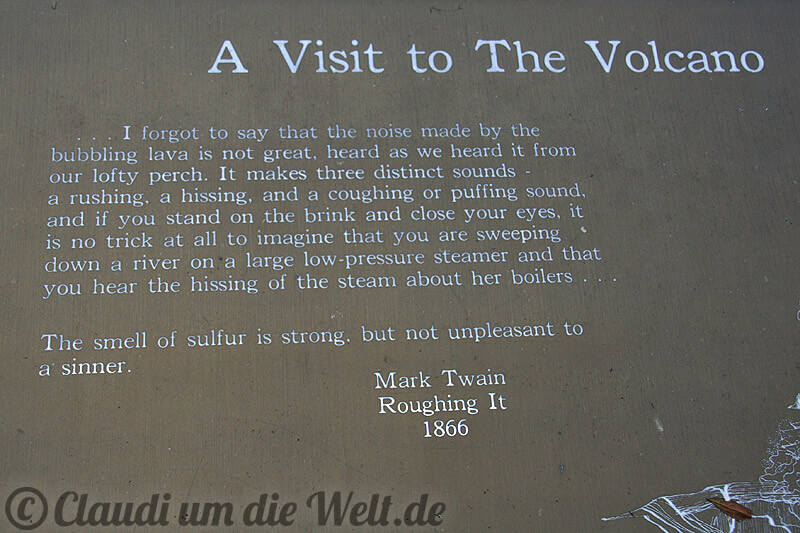 A Visit to The Volcano
. . . I forgot to say that the noise made by the
bubbling lava is not great, heard as we heard it from
our lofty perch. It makes three distinct sounds -
a rushing, a hissing, and a coughing or puffing sound,
and if you stand on the brink and close your eyes, it
is no trick at all to imagine that you are sweeping
down a river on a large low-pressure steamer and that
you hear the hissing of the steam about her boilers . . .
The smell of sulfur is strong, but not unpleasant to
a sinner.
Mark Twain
Roughing It
1866
©Claudi um die Welt.de